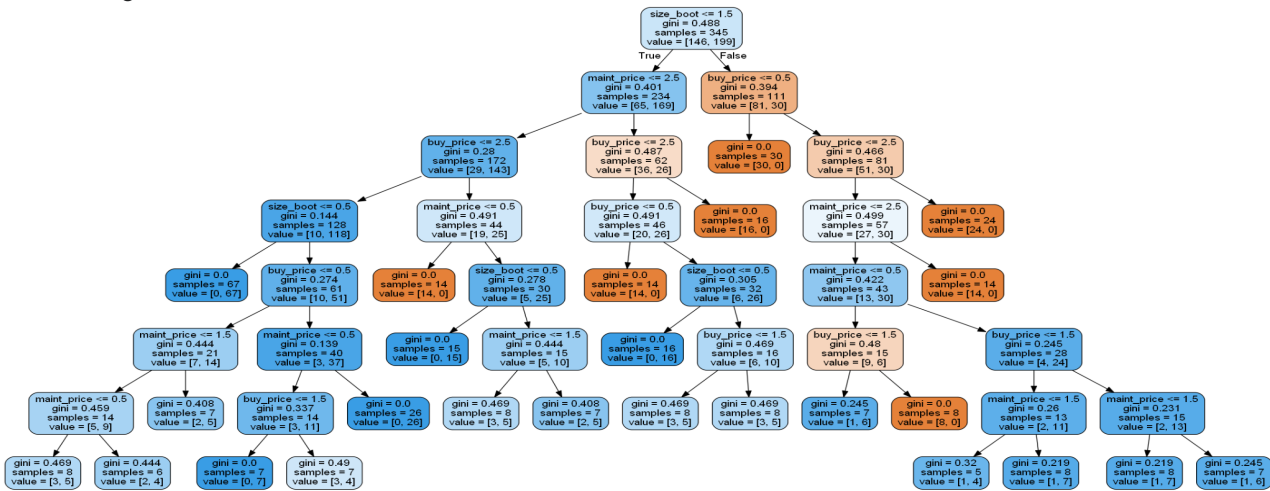 size_boot <= 1.5
gini = 0.488
samples = 345
value = [146, 199]
True
False
maint_price <= 2.5
gini = 0.401
samples = 234
value = [65, 169]
buy_price <= 0.5
gini = 0.394
samples = 111
value = [81, 30]
buy_price <= 2.5
gini = 0.28
samples = 172
value = [29, 143]
buy_price <= 2.5
gini = 0.487
samples = 62
value = [36, 26]
gini = 0.0
samples = 30
value = [30, 0]
buy_price <= 2.5
gini = 0.466
samples = 81
value = [51, 30]
size_boot <= 0.5
gini = 0.144
samples = 128
value = [10, 118]
maint_price <= 0.5
gini = 0.491
samples = 44
value = [19, 25]
buy_price <= 0.5
gini = 0.491
samples = 46
value = [20, 26]
gini = 0.0
samples = 16
value = [16, 0]
maint_price <= 2.5
gini = 0.499
samples = 57
value = [27, 30]
gini = 0.0
samples = 24
value = [24, 0]
gini = 0.0
samples = 67
value = [0, 67]
buy_price <= 0.5
gini = 0.274
samples = 61
value = [10, 51]
gini = 0.0
samples = 14
value = [14, 0]
size_boot <= 0.5
gini = 0.278
samples = 30
value = [5, 25]
gini = 0.0
samples = 14
value = [14, 0]
size_boot <= 0.5
gini = 0.305
samples = 32
value = [6, 26]
maint_price <= 0.5
gini = 0.422
samples = 43
value = [13, 30]
gini = 0.0
samples = 14
value = [14, 0]
maint_price <= 1.5
gini = 0.444
samples = 21
value = [7, 14]
maint_price <= 0.5
gini = 0.139
samples = 40
value = [3, 37]
gini = 0.0
samples = 15
value = [0, 15]
maint_price <= 1.5
gini = 0.444
samples = 15
value = [5, 10]
gini = 0.0
samples = 16
value = [0, 16]
buy_price <= 1.5
gini = 0.469
samples = 16
value = [6, 10]
buy_price <= 1.5
gini = 0.48
samples = 15
value = [9, 6]
buy_price <= 1.5
gini = 0.245
samples = 28
value = [4, 24]
maint_price <= 0.5
gini = 0.459
samples = 14
value = [5, 9]
gini = 0.408
samples = 7
value = [2, 5]
buy_price <= 1.5
gini = 0.337
samples = 14
value = [3, 11]
gini = 0.0
samples = 26
value = [0, 26]
gini = 0.469
samples = 8
value = [3, 5]
gini = 0.408
samples = 7
value = [2, 5]
gini = 0.469
samples = 8
value = [3, 5]
gini = 0.469
samples = 8
value = [3, 5]
gini = 0.245
samples = 7
value = [1, 6]
gini = 0.0
samples = 8
value = [8, 0]
maint_price <= 1.5
gini = 0.26
samples = 13
value = [2, 11]
maint_price <= 1.5
gini = 0.231
samples = 15
value = [2, 13]
gini = 0.469
samples = 8
value = [3, 5]
gini = 0.444
samples = 6
value = [2, 4]
gini = 0.0
samples = 7
value = [0, 7]
gini = 0.49
samples = 7
value = [3, 4]
gini = 0.32
samples = 5
value = [1, 4]
gini = 0.219
samples = 8
value = [1, 7]
gini = 0.219
samples = 8
value = [1, 7]
gini = 0.245
samples = 7
value = [1, 6]